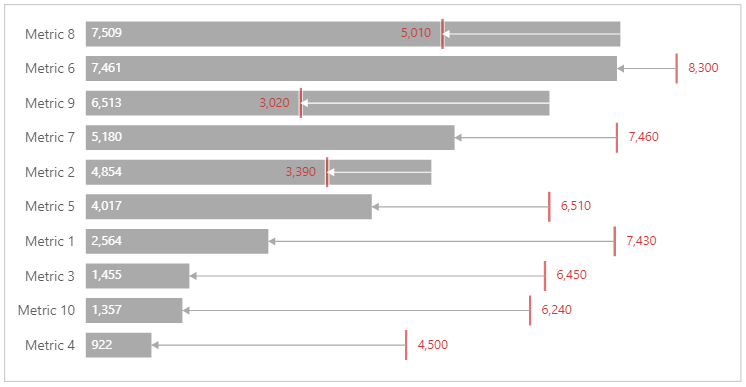 Metric 8 7,509 5,010
Metric 6 7,461 8,300
Metric 9 6,513 3,020
Metric 7 5,180 7,460
Metric 2 4,854 3,390
Metric 5 4,017 6,510
Metric 1 2,564 7,430
Metric 3 1,455 6,450
Metric 10 1,357 6,240
Metric 4 922 4,500